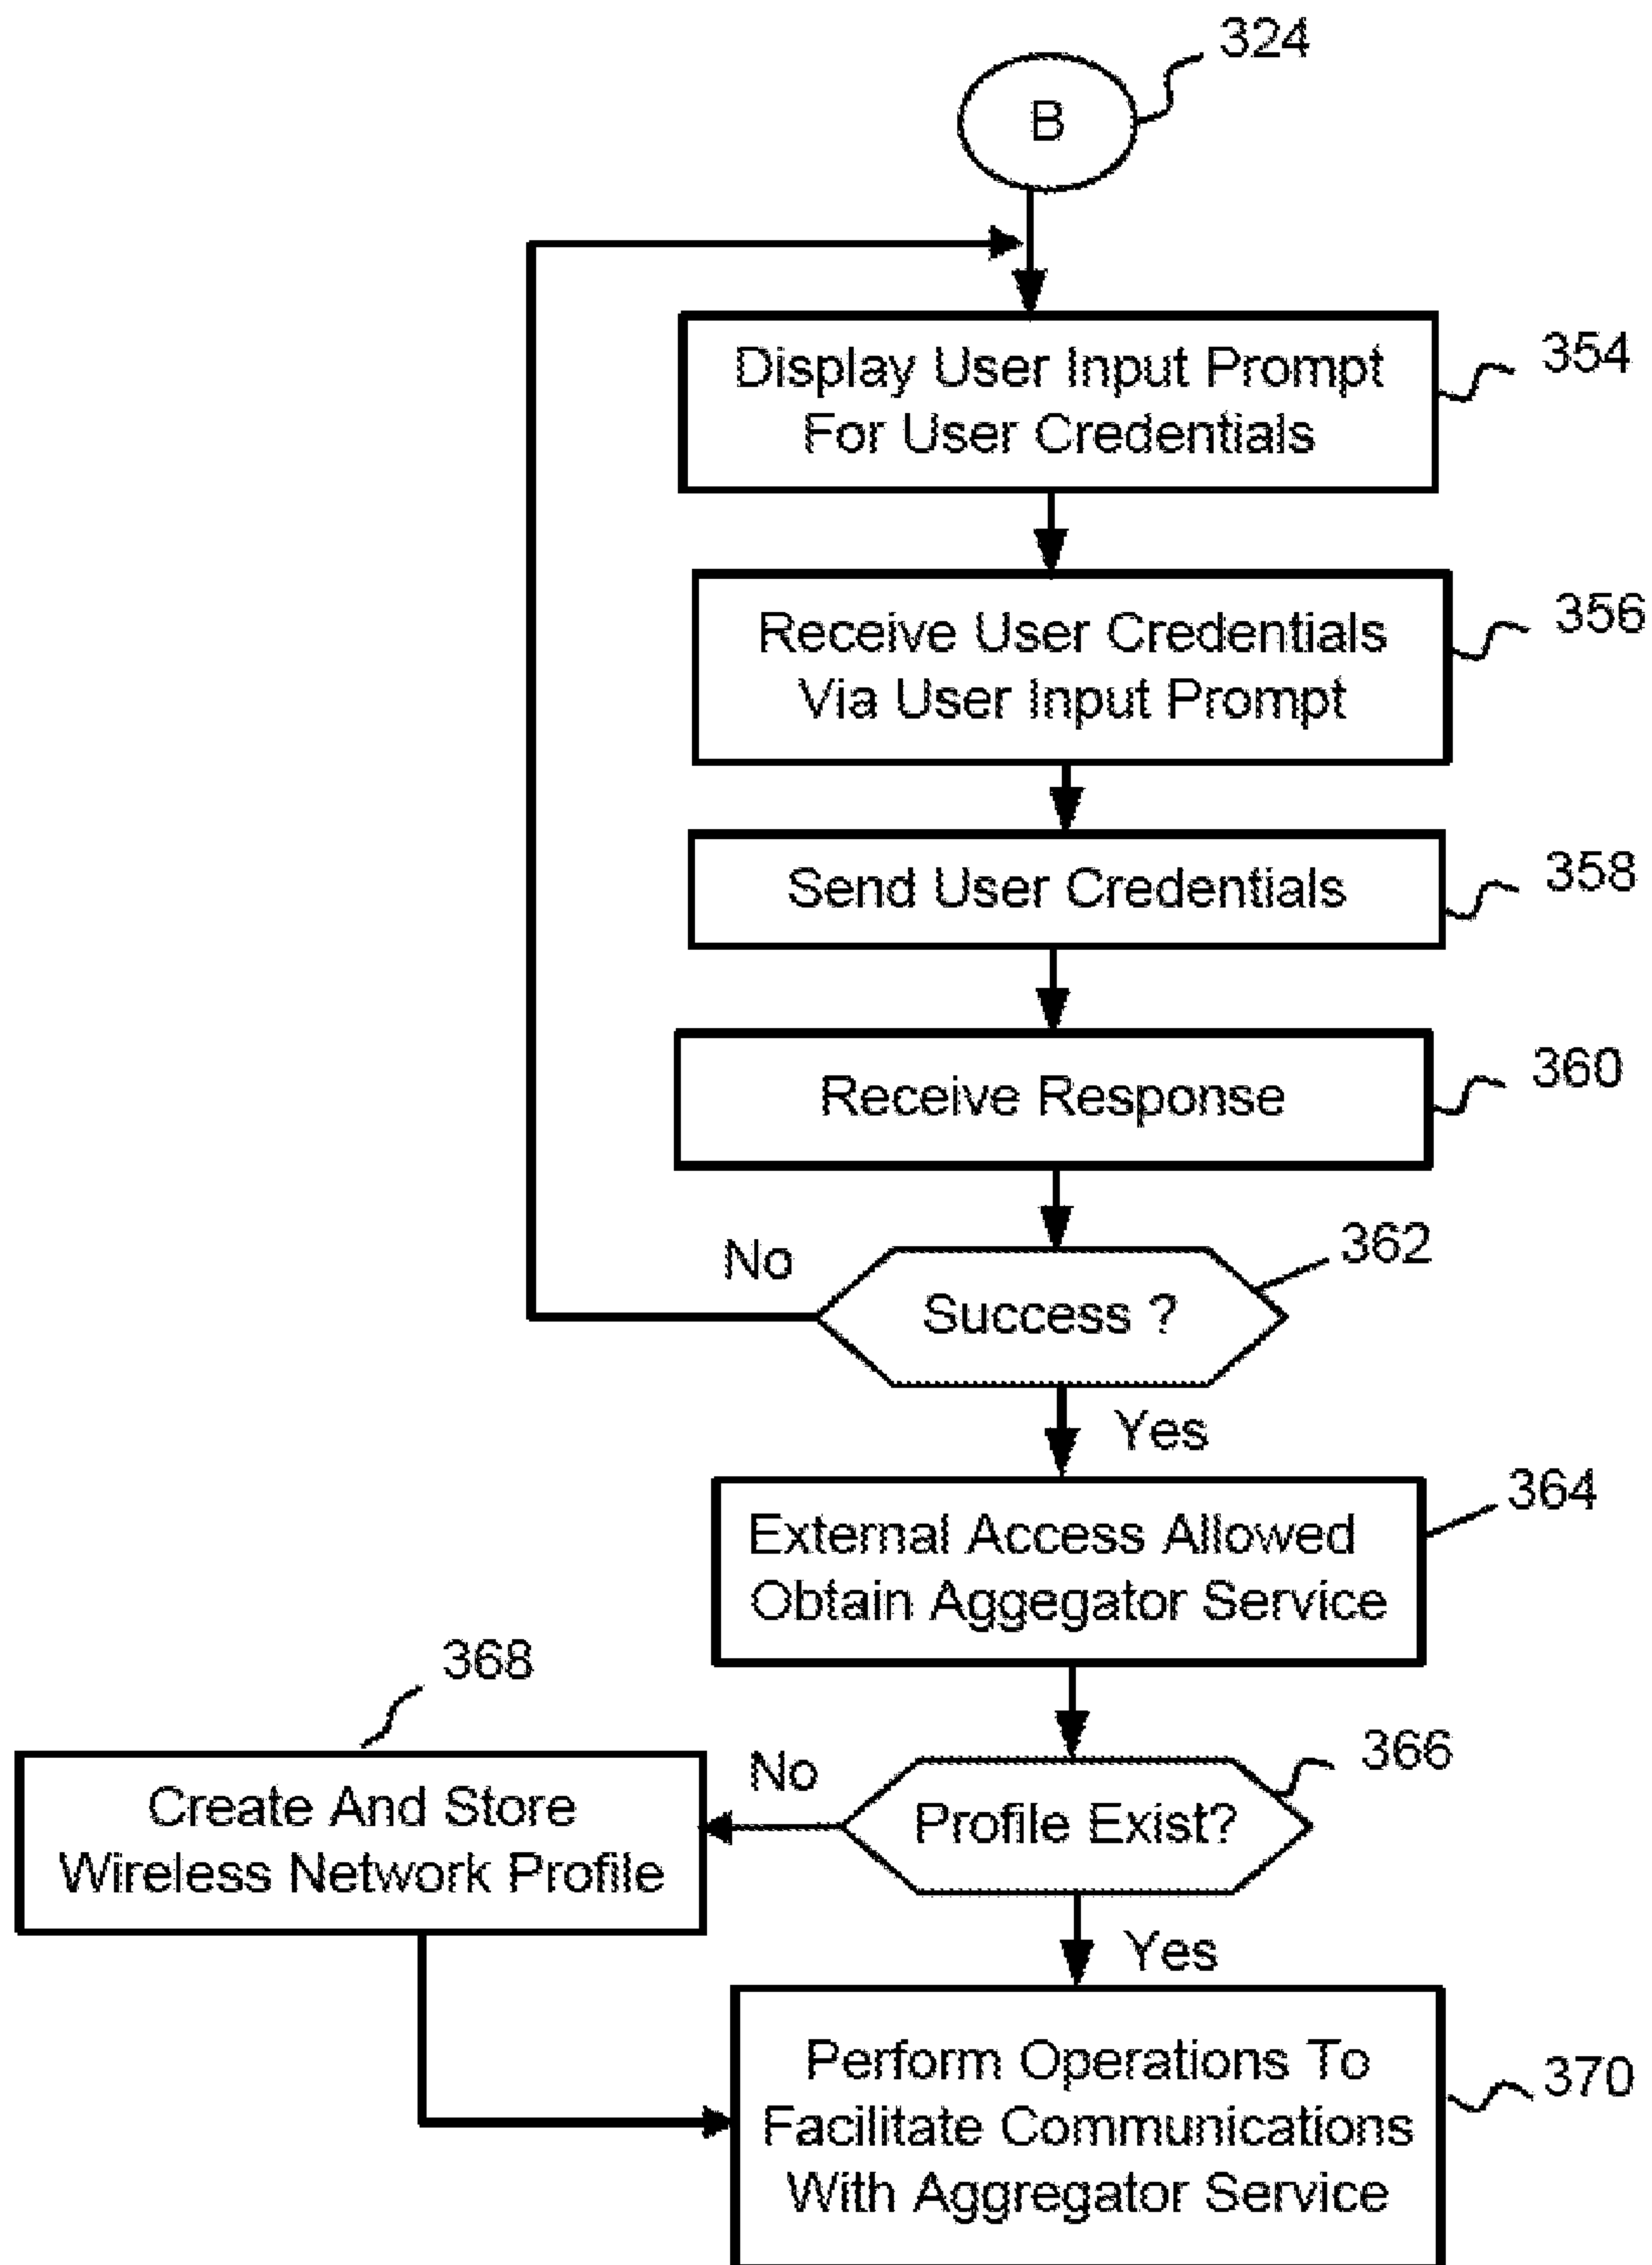 324
B
Display User Input Prompt
For User Credentials
354
Receive User Credentials
Via User Input Prompt
356
Send User Credentials
358
Receive Response
360
No
Success ?
362
Yes
External Access Allowed
Obtain Aggegator Service
364
368
Create And Store
Wireless Network Profile
No
Profile Exist?
366
Yes
Perform Operations To
Facilitate Communications
With Aggregator Service
370